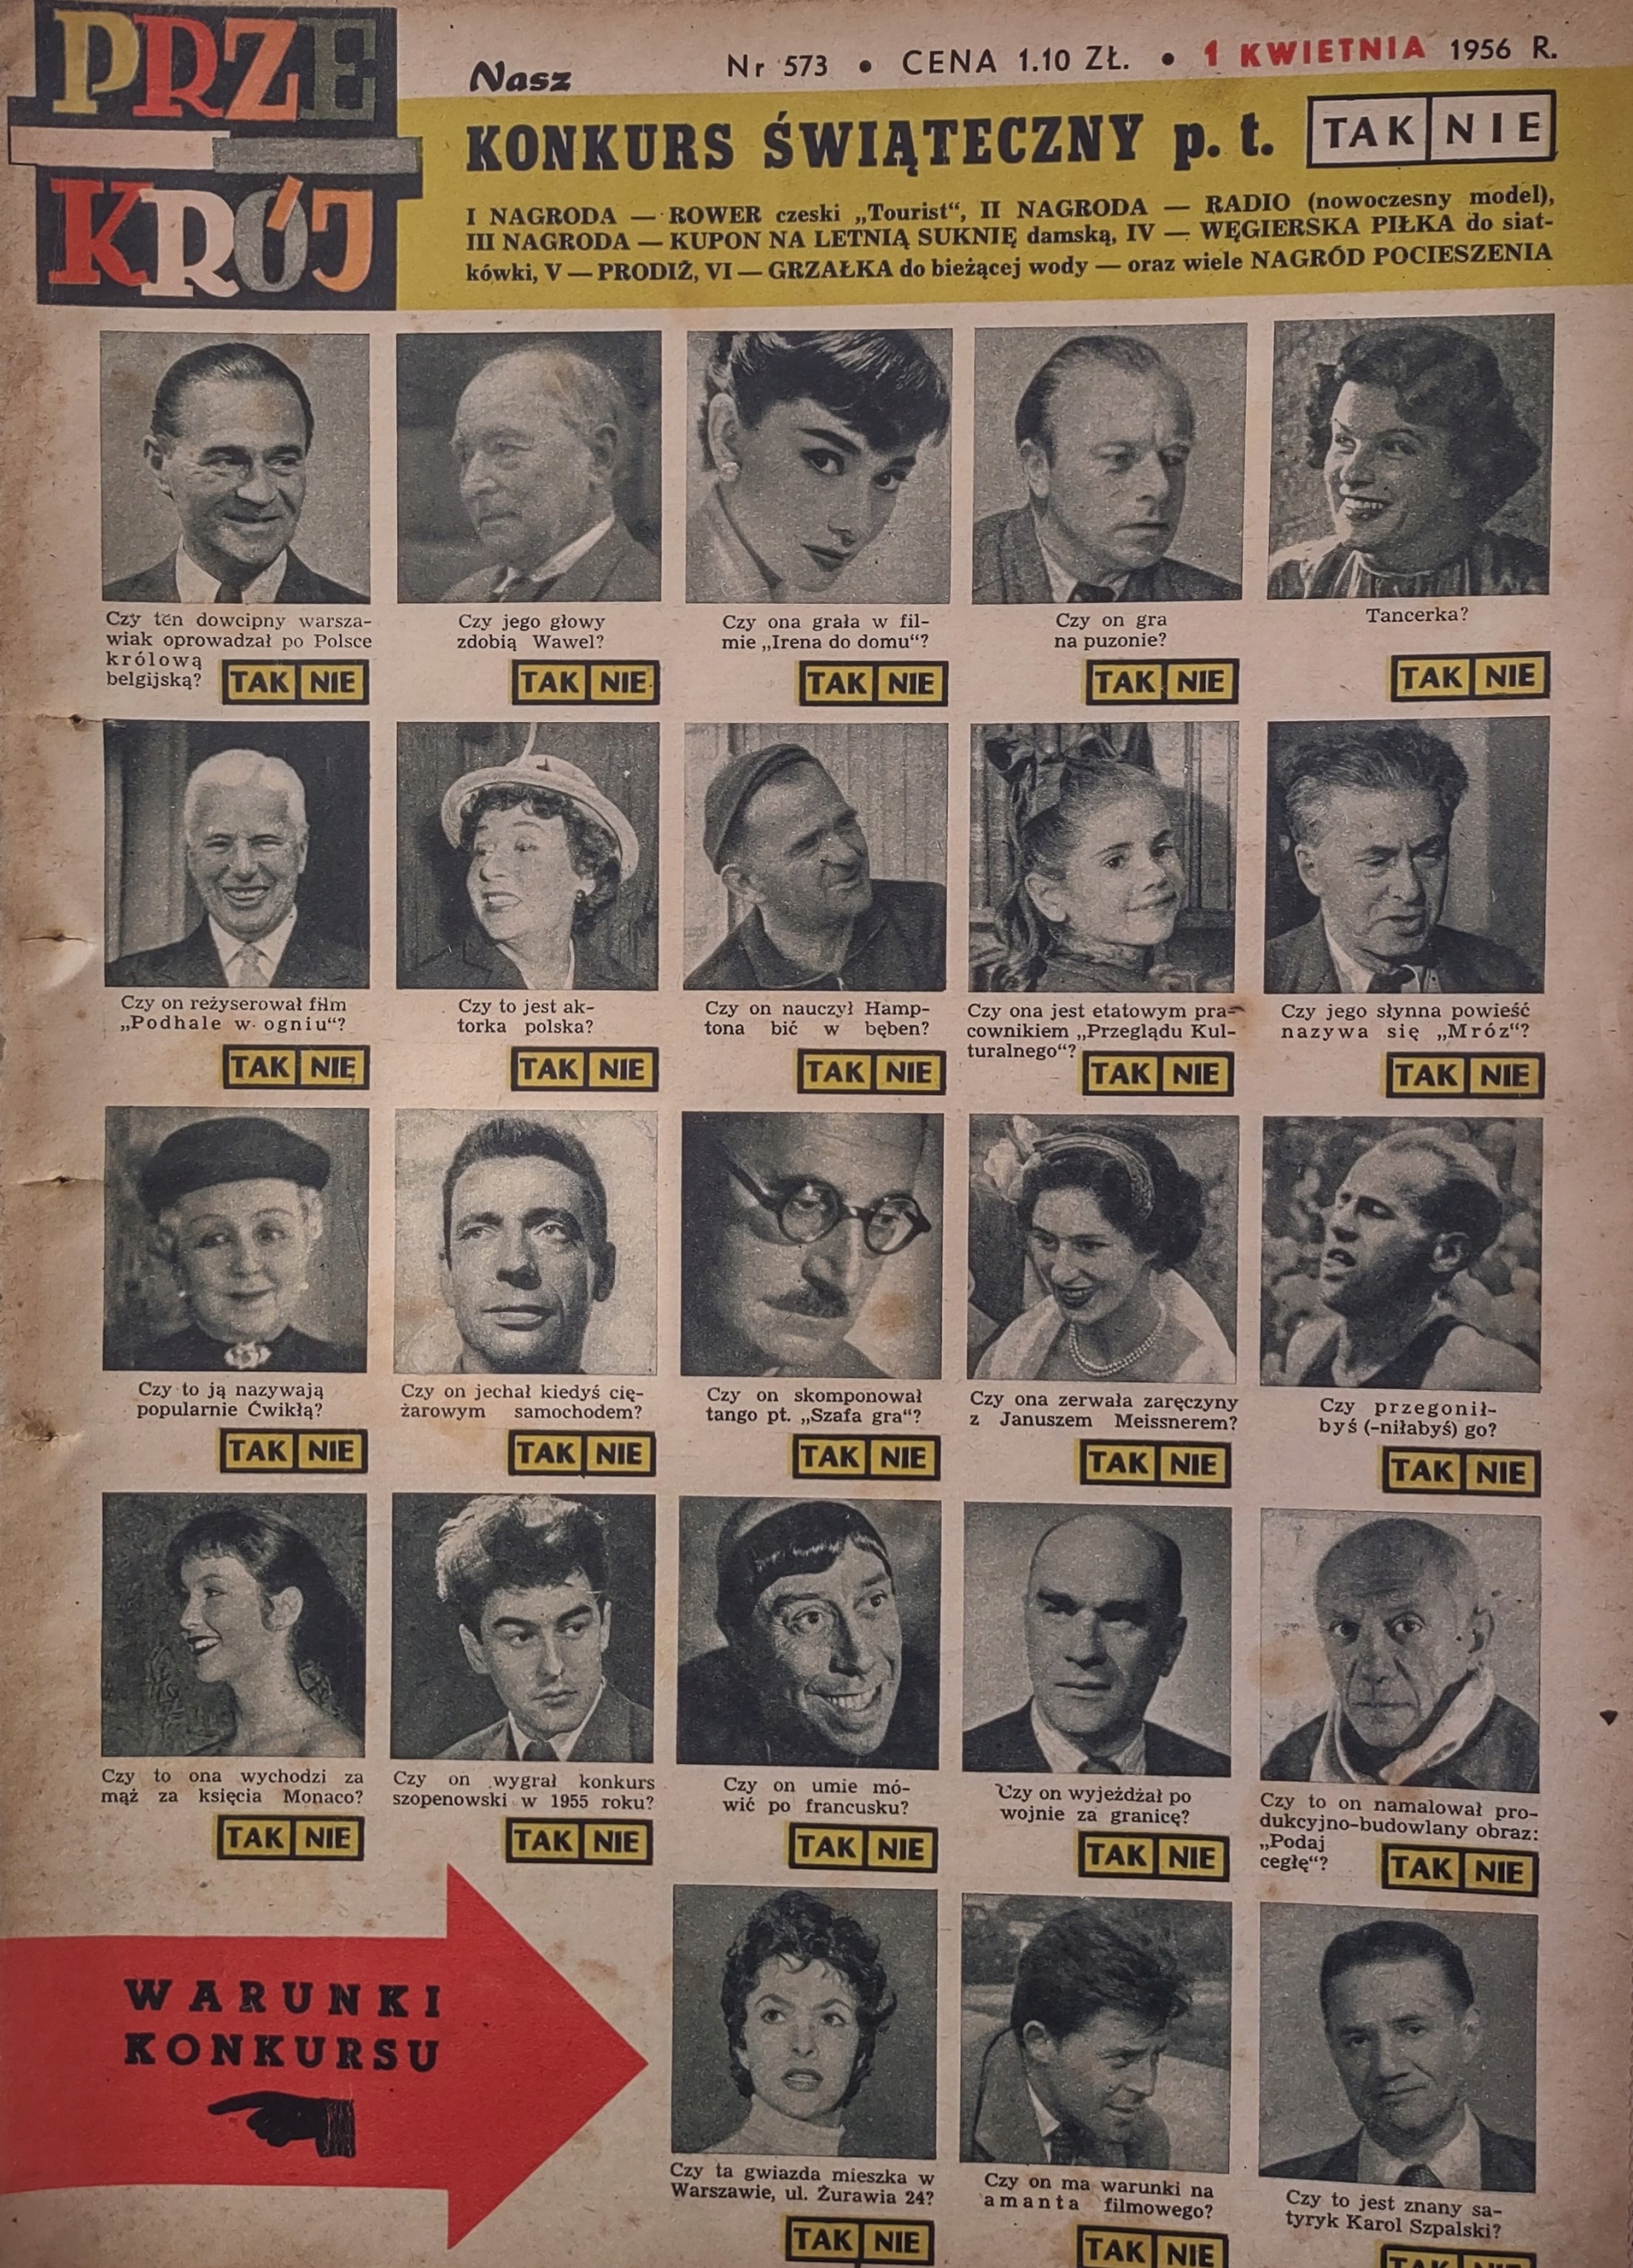 PRZE
KRÓJ
Nasz
Nr 573 • CENA 1.10 ZŁ. • 1 KWIETNIA 1956 R.
KONKURS ŚWIĄTECZNY p. t. TAK NIE
I NAGRODA — ROWER czeski „Tourist“, II NAGRODA — RADIO (nowoczesny model),
III NAGRODA — KUPON NA LETNIĄ SUKNIĘ damską, IV — WĘGIERSKA PIŁKA do siat-
kówki, V — PRODIŻ, VI — GRZAŁKA do bieżącej wody — oraz wiele NAGRÓD POCIESZENIA
Czy ten dowcipny warsza-
wiak oprowadzał po Polsce
królową
belgijską?
TAK NIE
Czy jego głowy
zdobią Wawel?
TAK NIE
Czy ona grała w fil-
mie „Irena do domu“?
TAK NIE
Czy on gra
na puzonie?
TAK NIE
Tancerka?
TAK NIE
Czy on reżyserował film
„Podhale w ogniu“?
TAK NIE
Czy to jest ak-
torka polska?
TAK NIE
Czy on nauczył Hamp-
tona bić w bęben?
TAK NIE
Czy ona jest etatowym pra-
cownikiem „Przeglądu Kul-
turalnego“?
TAK NIE
Czy jego słynna powieść
nazywa się „Mróz“?
TAK NIE
Czy to ją nazywają
popularnie Ćwikłą?
TAK NIE
Czy on jechał kiedyś cię-
żarowym samochodem?
TAK NIE
Czy on skomponował
tango pt. „Szafa gra“?
TAK NIE
Czy ona zerwała zaręczyny
z Januszem Meissnerem?
TAK NIE
Czy przegonił-
byś (-niłabyś) go?
TAK NIE
Czy to ona wychodzi za
mąż za księcia Monaco?
TAK NIE
Czy on wygrał konkurs
szopenowski w 1955 roku?
TAK NIE
Czy on umie mó-
wić po francusku?
TAK NIE
Czy on wyjeżdżał po
wojnie za granicę?
TAK NIE
Czy to on namalował pro-
dukcyjno-budowlany obraz:
„Podaj
cegłę“?
TAK NIE
WARUNKI
KONKURSU
Czy ta gwiazda mieszka w
Warszawie, ul. Żurawia 24?
TAK NIE
Czy on ma warunki na
amanta filmowego?
TAK NIE
Czy to jest znany sa-
tyryk Karol Szpalski?
TAK NIE